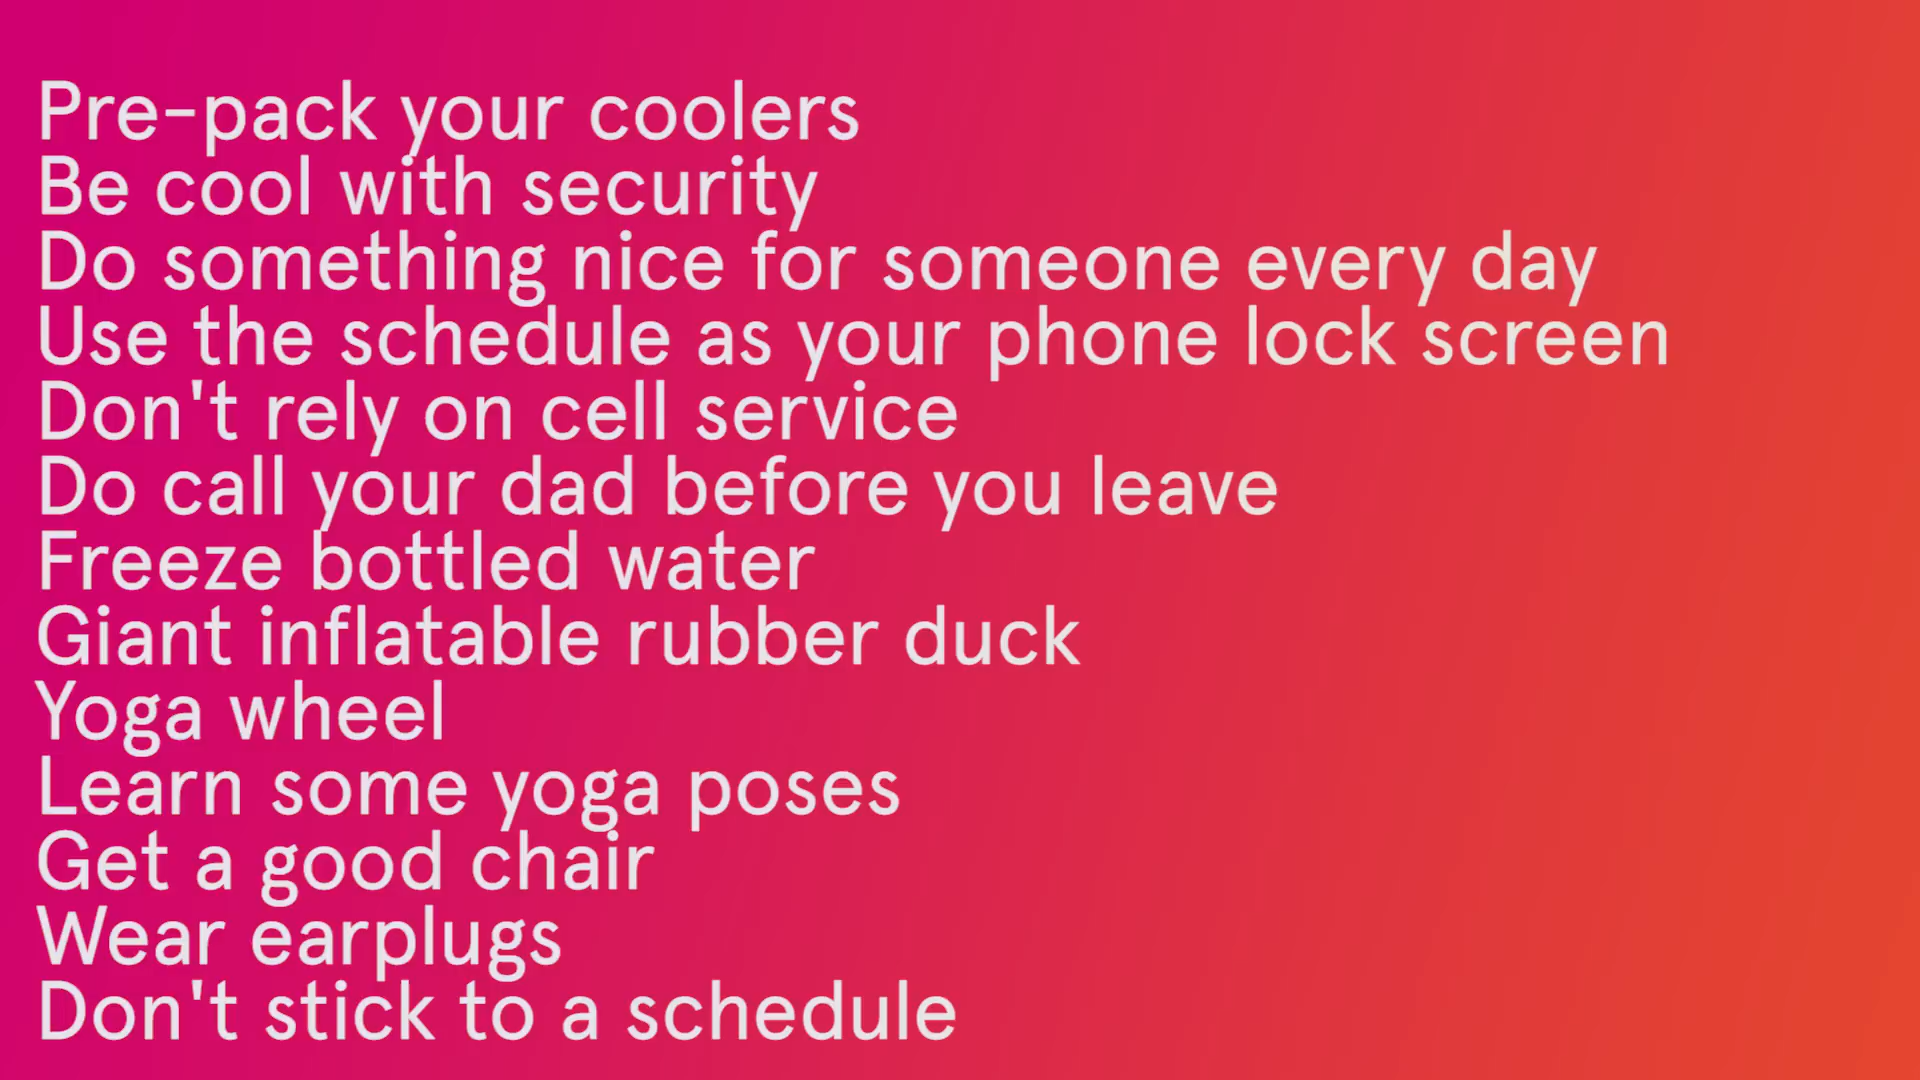 Pre-pack your coolers
Be cool with security
Do something nice for someone every day
Use the schedule as your phone lock screen
Don't rely on cell service
Do call your dad before you leave
Freeze bottled water
Giant inflatable rubber duck
Yoga wheel
Learn some yoga poses
Get a good chair
Wear earplugs
Don't stick to a schedule